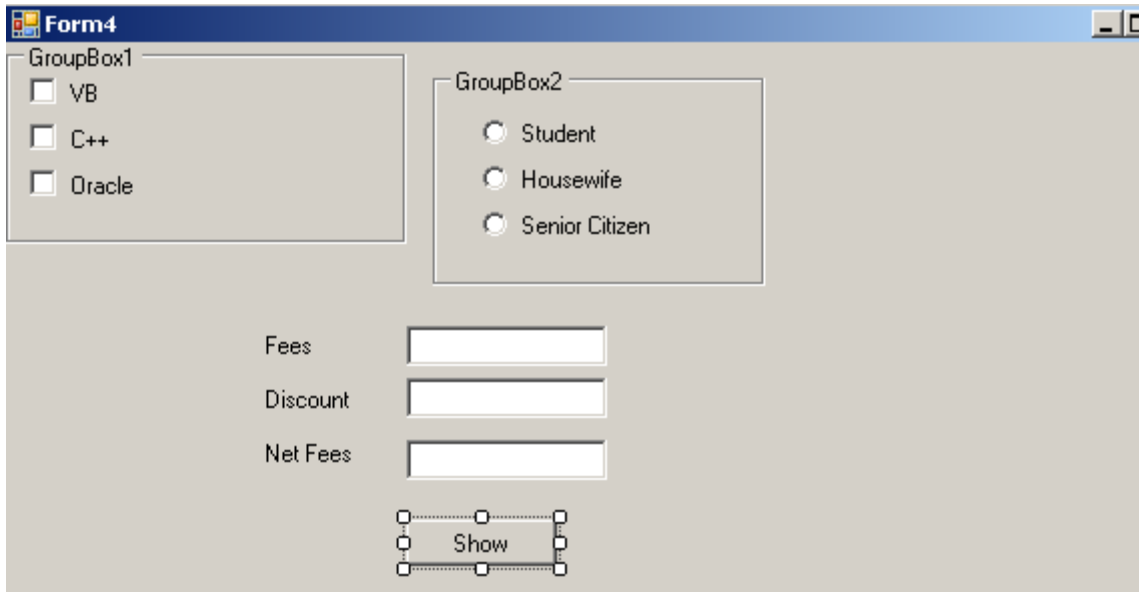 Form4
GroupBox1
VB
C++
Oracle
GroupBox2
Student
Housewife
Senior Citizen
Fees
Discount
Net Fees
Show